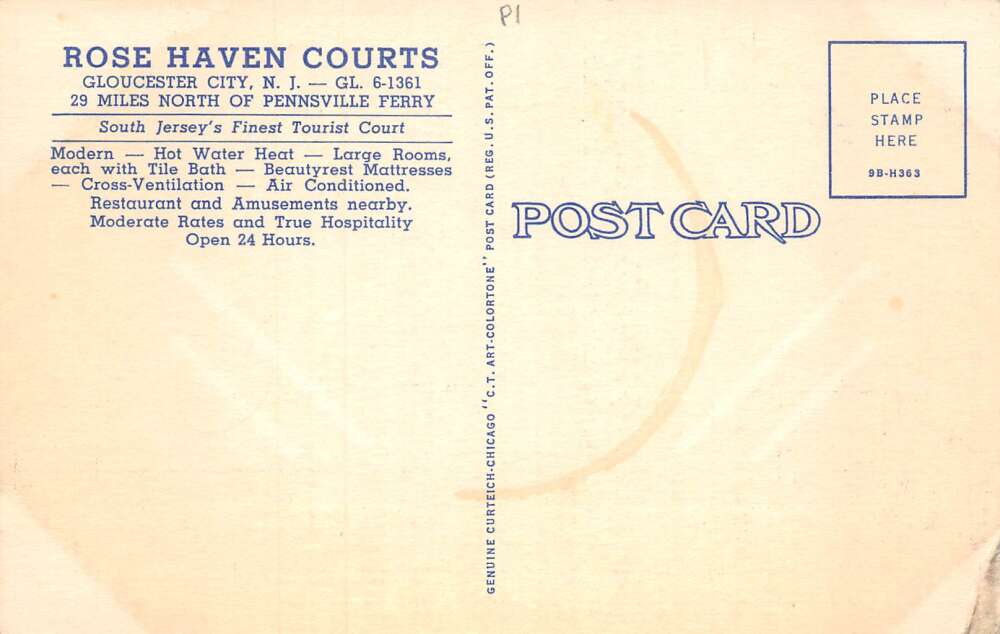 P1
ROSE HAVEN COURTS
GLOUCESTER CITY, N. J. — GL. 6-1361
29 MILES NORTH OF PENNSVILLE FERRY
South Jersey's Finest Tourist Court
Modern — Hot Water Heat — Large Rooms,
each with Tile Bath — Beautyrest Mattresses
— Cross-Ventilation — Air Conditioned.
Restaurant and Amusements nearby.
Moderate Rates and True Hospitality
Open 24 Hours.
GENUINE CURTEICH-CHICAGO "C.T. ART-COLORTONE" POST CARD (REG. U.S. PAT. OFF.)
POST CARD
PLACE
STAMP
HERE
9B-H363